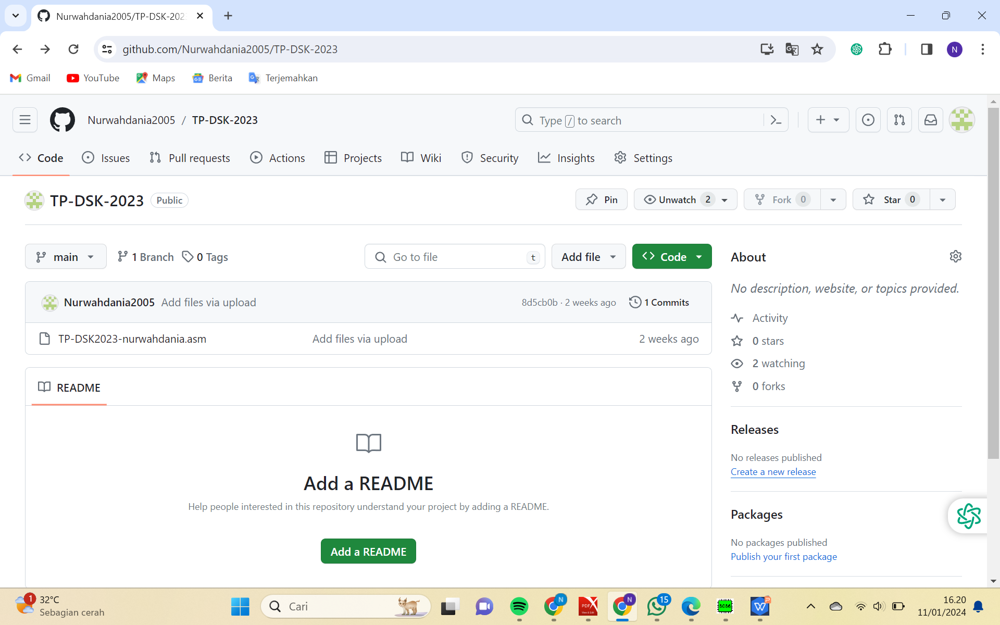 Nurwahdania2005/TP-DSK-202
github.com/Nurwahdania2005/TP-DSK-2023
N
Gmail
YouTube
Maps
Berita
Terjemahkan
Nurwahdania2005 / TP-DSK-2023
Type / to search
Code
Issues
Pull requests
Actions
Projects
Wiki
Security
Insights
Settings
TP-DSK-2023 Public
Pin
Unwatch 2
Fork 0
Star 0
main
1 Branch
0 Tags
Go to file t
Add file
Code
Nurwahdania2005 Add files via upload
8d5cb0b · 2 weeks ago
1 Commits
TP-DSK2023-nurwahdania.asm
Add files via upload
2 weeks ago
README
Add a README
Help people interested in this repository understand your project by adding a README.
Add a README
About
No description, website, or topics provided.
Activity
0 stars
2 watching
0 forks
Releases
No releases published
Create a new release
Packages
No packages published
Publish your first package
1
32°C
Sebagian cerah
Cari
N
PDF
N
15
8086
W
P
16.20
11/01/2024